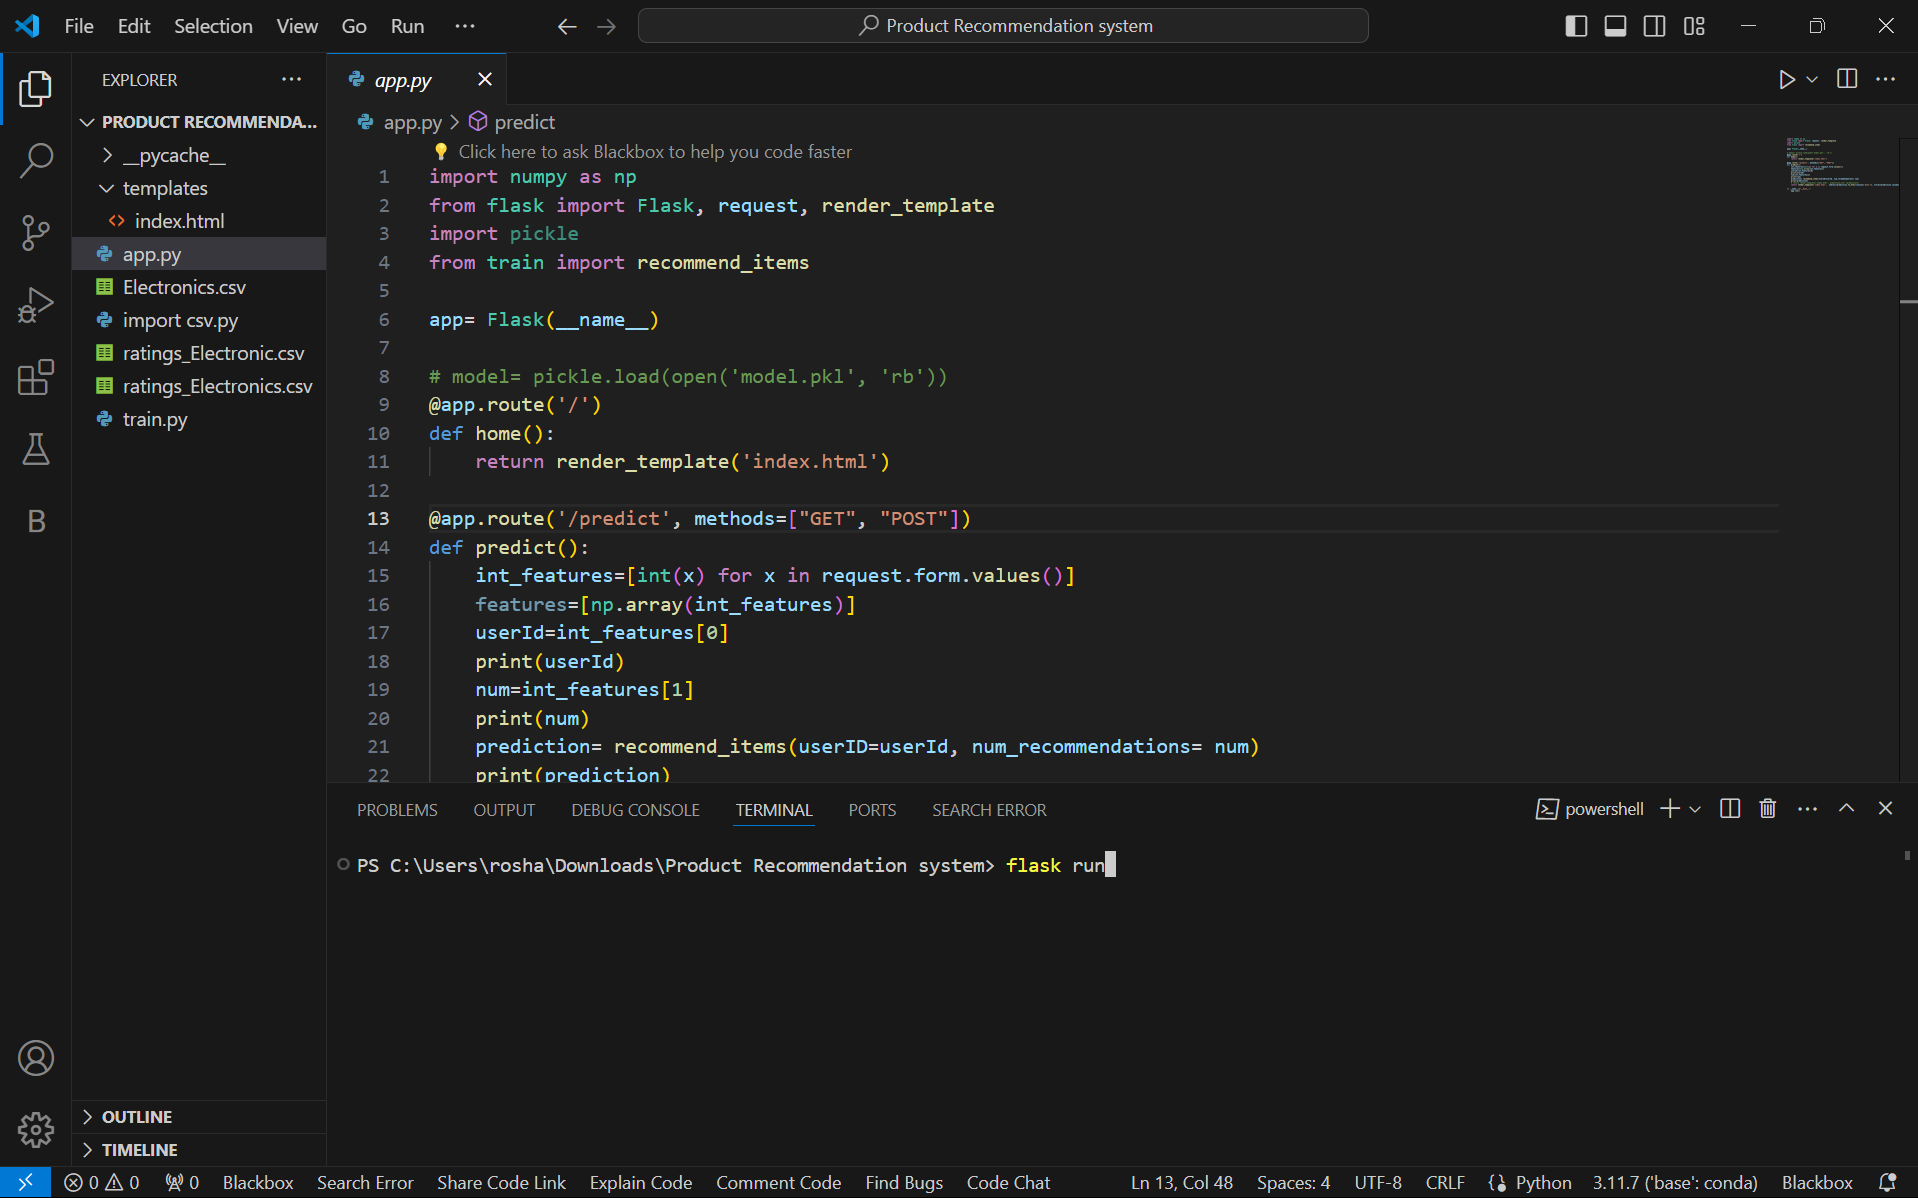 File Edit Selection View Go Run ···
Product Recommendation system
EXPLORER ···
PRODUCT RECOMMENDA...
__pycache__
templates
index.html
app.py
Electronics.csv
import csv.py
ratings_Electronic.csv
ratings_Electronics.csv
train.py
B
OUTLINE
TIMELINE
app.py
app.py > predict
Click here to ask Blackbox to help you code faster
1 import numpy as np
2 from flask import Flask, request, render_template
3 import pickle
4 from train import recommend_items
5
6 app= Flask(__name__)
7
8 # model= pickle.load(open('model.pkl', 'rb'))
9 @app.route('/')
10 def home():
11 return render_template('index.html')
12
13 @app.route('/predict', methods=["GET", "POST"])
14 def predict():
15 int_features=[int(x) for x in request.form.values()]
16 features=[np.array(int_features)]
17 userId=int_features[0]
18 print(userId)
19 num=int_features[1]
20 print(num)
21 prediction= recommend_items(userID=userId, num_recommendations= num)
22 print(prediction)
PROBLEMS OUTPUT DEBUG CONSOLE TERMINAL PORTS SEARCH ERROR
powershell
PS C:\Users\rosha\Downloads\Product Recommendation system> flask run
0 0 0 Blackbox Search Error Share Code Link Explain Code Comment Code Find Bugs Code Chat Ln 13, Col 48 Spaces: 4 UTF-8 CRLF Python 3.11.7 ('base': conda) Blackbox